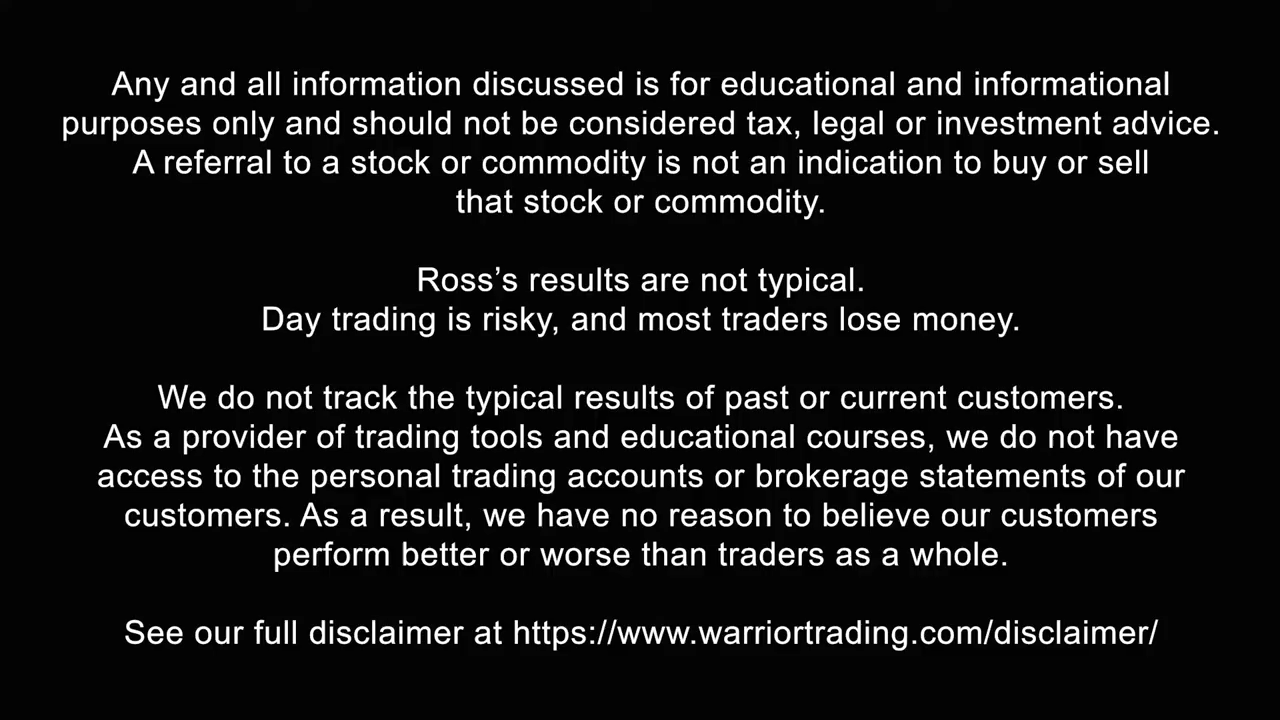 Any and all information discussed is for educational and informational
purposes only and should not be considered tax, legal or investment advice.
A referral to a stock or commodity is not an indication to buy or sell
that stock or commodity.
Ross’s results are not typical.
Day trading is risky, and most traders lose money.
We do not track the typical results of past or current customers.
As a provider of trading tools and educational courses, we do not have
access to the personal trading accounts or brokerage statements of our
customers. As a result, we have no reason to believe our customers
perform better or worse than traders as a whole.
See our full disclaimer at https://www.warriortrading.com/disclaimer/